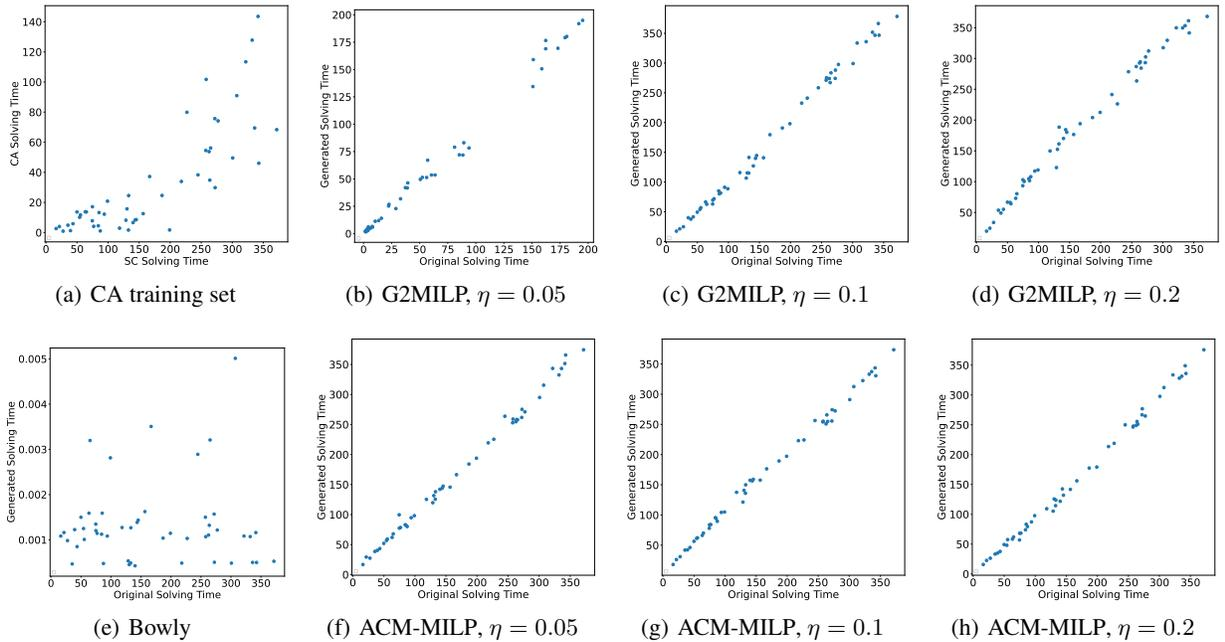 CA Solving Time
140
120
100
80
60
40
20
0
0 50 100 150 200 250 300 350
SC Solving Time
(a) CA training set
Generated Solving Time
200
175
150
125
100
75
50
25
0
0 25 50 75 100 125 150 175 200
Original Solving Time
(b) G2MILP, η = 0.05
Generated Solving Time
350
300
250
200
150
100
50
0
0 50 100 150 200 250 300 350
Original Solving Time
(c) G2MILP, η = 0.1
Generated Solving Time
350
300
250
200
150
100
50
0 50 100 150 200 250 300 350
Original Solving Time
(d) G2MILP, η = 0.2
Generated Solving Time
0.005
0.004
0.003
0.002
0.001
0 50 100 150 200 250 300 350
Original Solving Time
(e) Bowly
Generated Solving Time
350
300
250
200
150
100
50
0
0 50 100 150 200 250 300 350
Original Solving Time
(f) ACM-MILP, η = 0.05
Generated Solving Time
350
300
250
200
150
100
50
0 50 100 150 200 250 300 350
Original Solving Time
(g) ACM-MILP, η = 0.1
Generated Solving Time
350
300
250
200
150
100
50
0
0 50 100 150 200 250 300 350
Original Solving Time
(h) ACM-MILP, η = 0.2